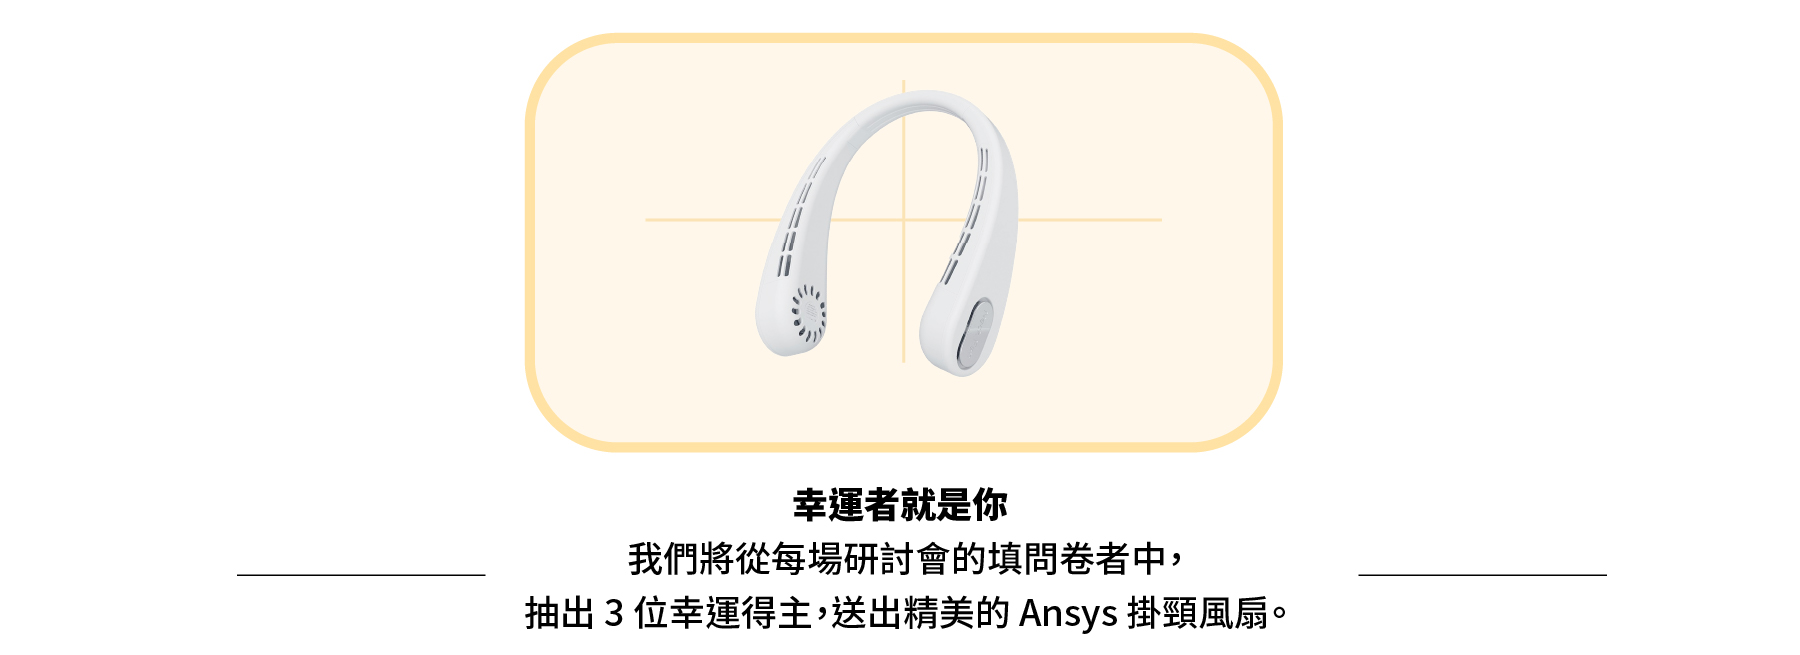 幸運者就是你
我們將從每場研討會的填問卷者中，
抽出 3 位幸運得主，送出精美的 Ansys 掛頸風扇。